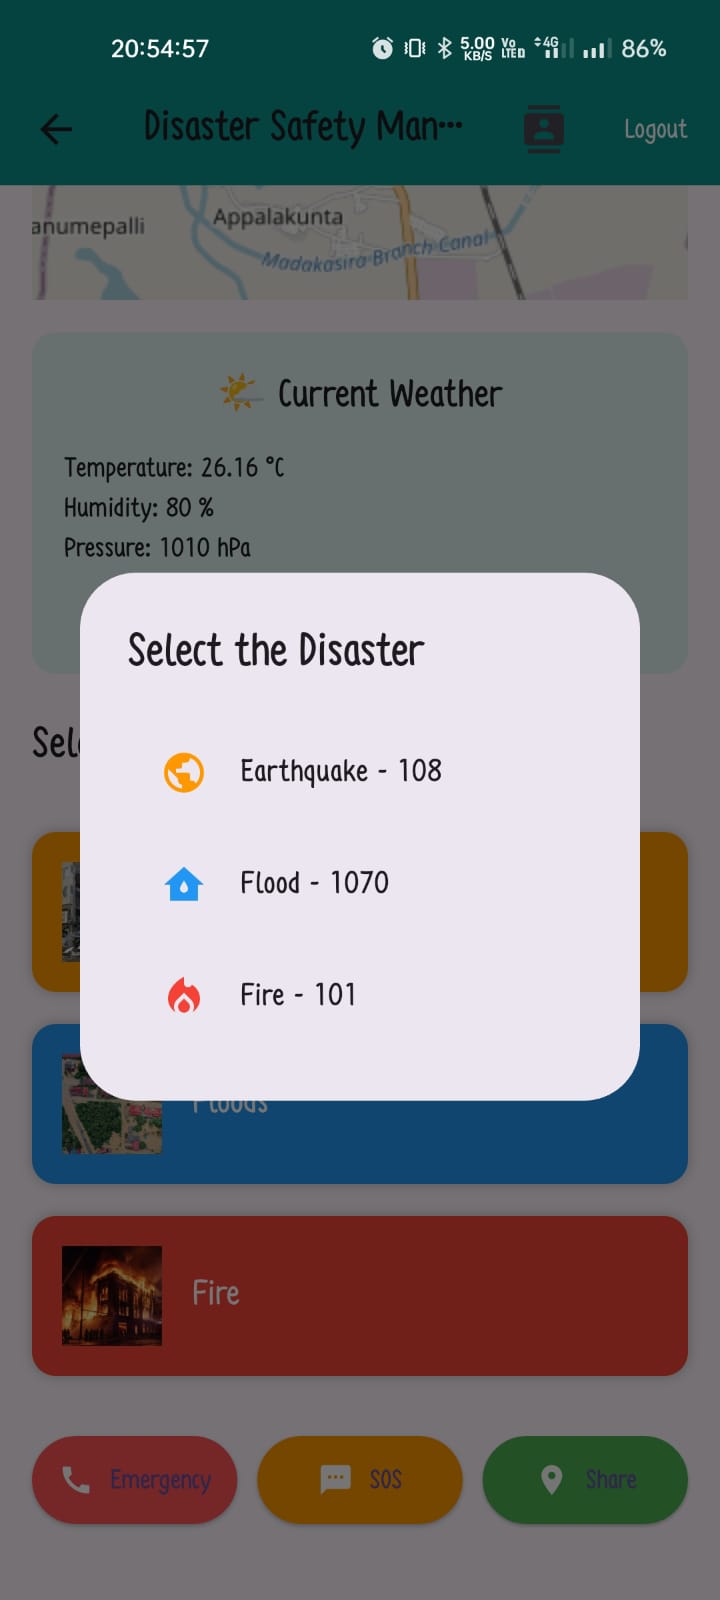 20:54:57 5.00 KB/S Vo LTE 4G 86%
Disaster Safety Man... Logout
anumepalli
Appalakunta
Madakasira Branch Canal
Current Weather
Temperature: 26.16 °C
Humidity: 80 %
Pressure: 1010 hPa
Select the Disaster
Earthquake - 108
Flood - 1070
Fire - 101
Floods
Fire
Emergency SOS Share